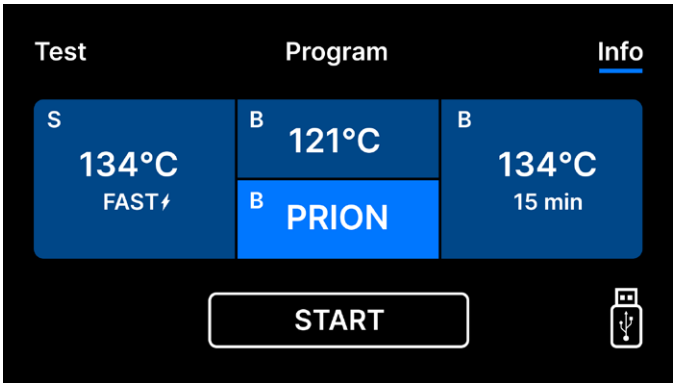 Test Program Info
S
134°C
FAST⚡
B
121°C
B
PRION
B
134°C
15 min
START